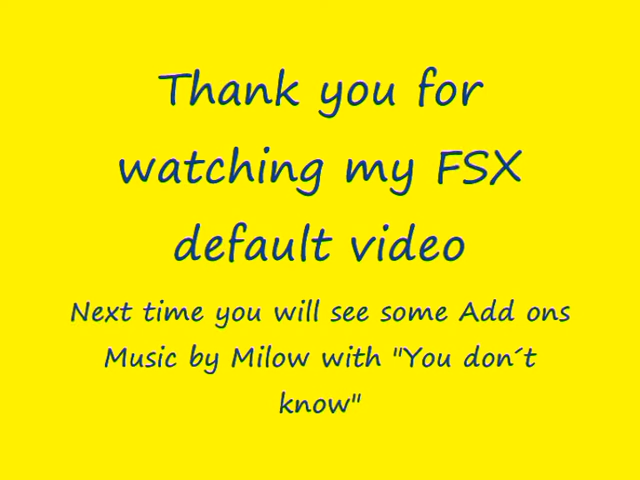 Thank you for
watching my FSX
default video
Next time you will see some Add ons
Music by Milow with "You don´t
know"